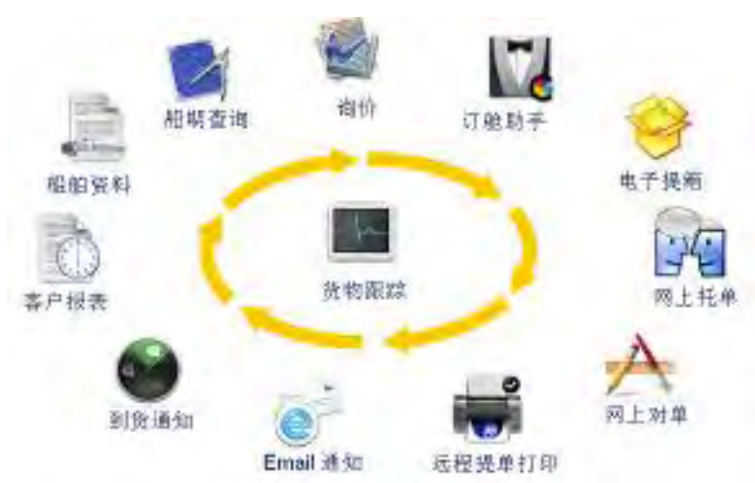 询价
订舱助手
电子提箱
网上托单
网上对单
远程提单打印
Email 通知
到货通知
客户报表
船舶资料
船期查询
货物跟踪